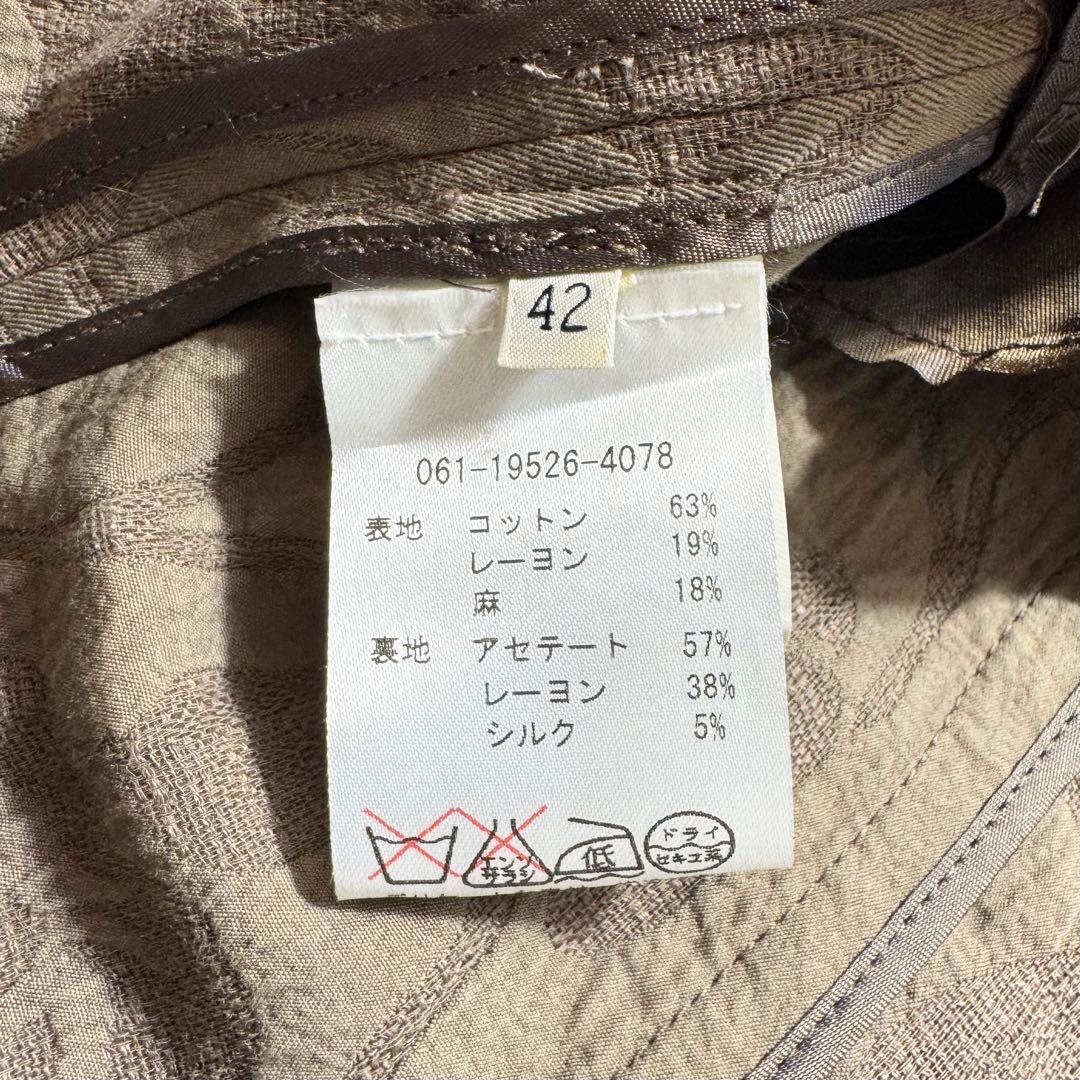 42
061-19526-4078
表地 コットン 63%
レーヨン 19%
麻 18%
裏地 アセテート 57%
レーヨン 38%
シルク 5%
エンソ サラシ
低
ドライ
セキユ系